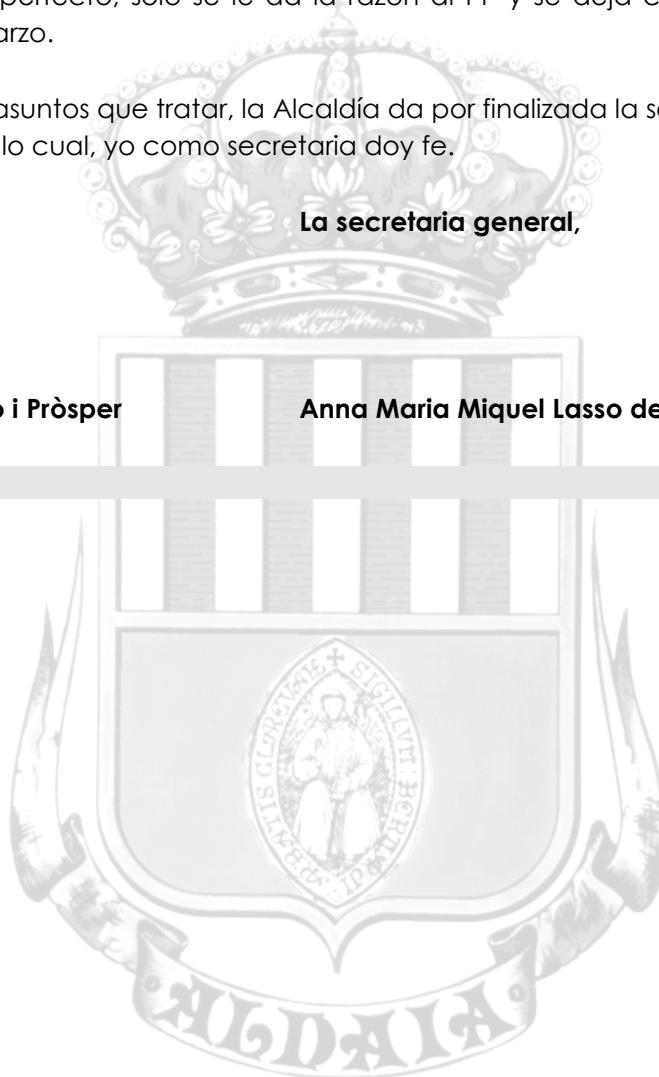 perfecto, solo se le da la razón al PP y se deja c
arzo.
asuntos que tratar, la Alcaldía da por finalizada la s
lo cual, yo como secretaria doy fe.
La secretaria general,
o i Pròsper Anna Maria Miquel Lasso de
SIGILLVM
ALDAIA